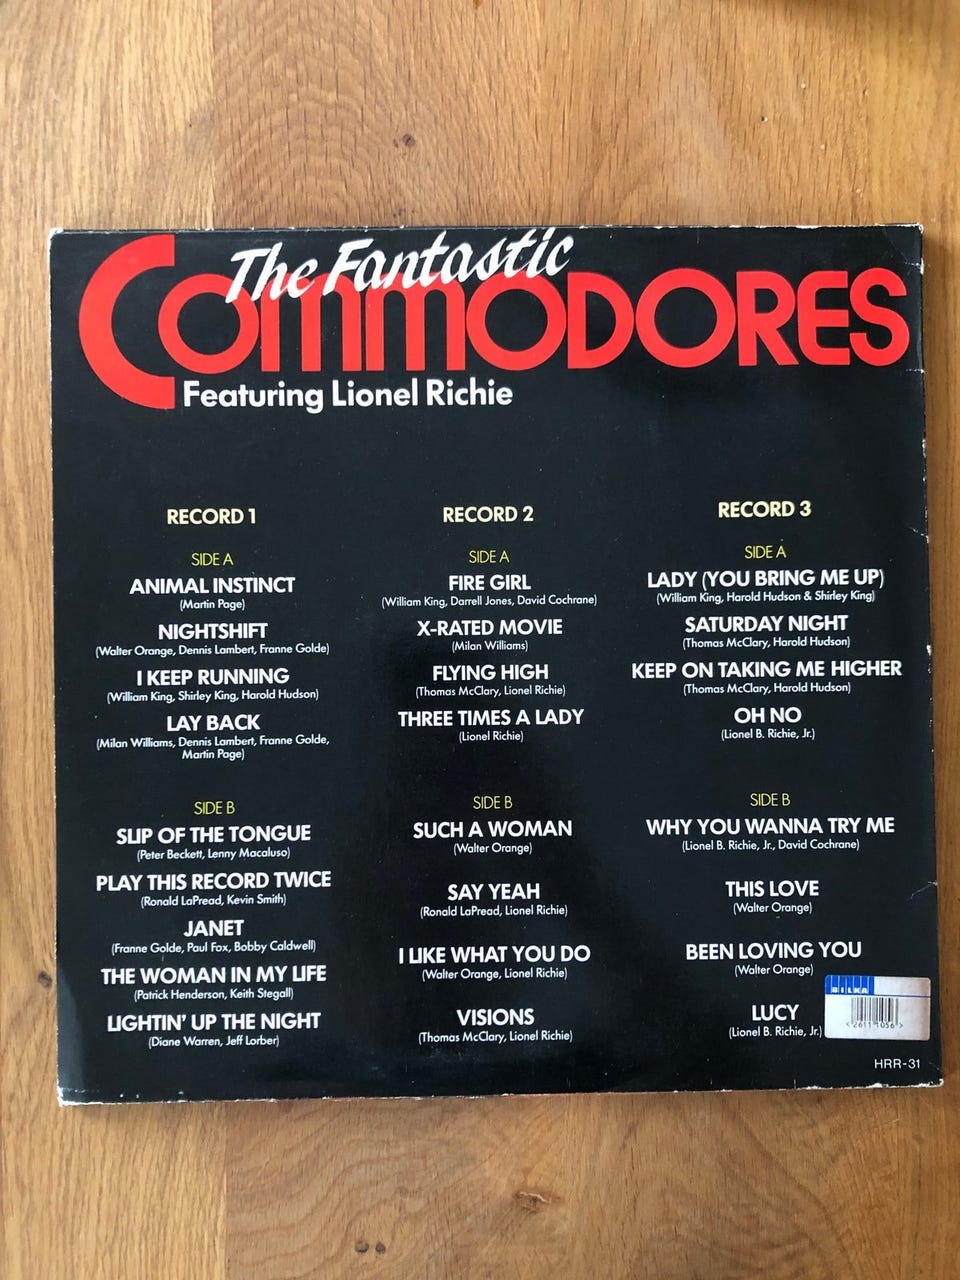 The Fantastic
COMMODORES
Featuring Lionel Richie
RECORD 1
SIDE A
ANIMAL INSTINCT
(Martin Page)
NIGHTSHIFT
(Walter Orange, Dennis Lambert, Franne Golde)
I KEEP RUNNING
(William King, Shirley King, Harold Hudson)
LAY BACK
(Milan Williams, Dennis Lambert, Franne Golde,
Martin Page)
SIDE B
SLIP OF THE TONGUE
(Peter Beckett, Lenny Macaluso)
PLAY THIS RECORD TWICE
(Ronald LaPread, Kevin Smith)
JANET
(Franne Golde, Paul Fox, Bobby Caldwell)
THE WOMAN IN MY LIFE
(Patrick Henderson, Keith Stegall)
LIGHTIN' UP THE NIGHT
(Diane Warren, Jeff Lorber)
RECORD 2
SIDE A
FIRE GIRL
(William King, Darrell Jones, David Cochrane)
X-RATED MOVIE
(Milan Williams)
FLYING HIGH
(Thomas McClary, Lionel Richie)
THREE TIMES A LADY
(Lionel Richie)
SIDE B
SUCH A WOMAN
(Walter Orange)
SAY YEAH
(Ronald LaPread, Lionel Richie)
I LIKE WHAT YOU DO
(Walter Orange, Lionel Richie)
VISIONS
(Thomas McClary, Lionel Richie)
RECORD 3
SIDE A
LADY (YOU BRING ME UP)
(William King, Harold Hudson & Shirley King)
SATURDAY NIGHT
(Thomas McClary, Harold Hudson)
KEEP ON TAKING ME HIGHER
(Thomas McClary, Harold Hudson)
OH NO
(Lionel B. Richie, Jr.)
SIDE B
WHY YOU WANNA TRY ME
(Lionel B. Richie, Jr., David Cochrane)
THIS LOVE
(Walter Orange)
BEEN LOVING YOU
(Walter Orange)
LUCY
(Lionel B. Richie, Jr.)
BILKA
< 2611 1056 >
HRR-31